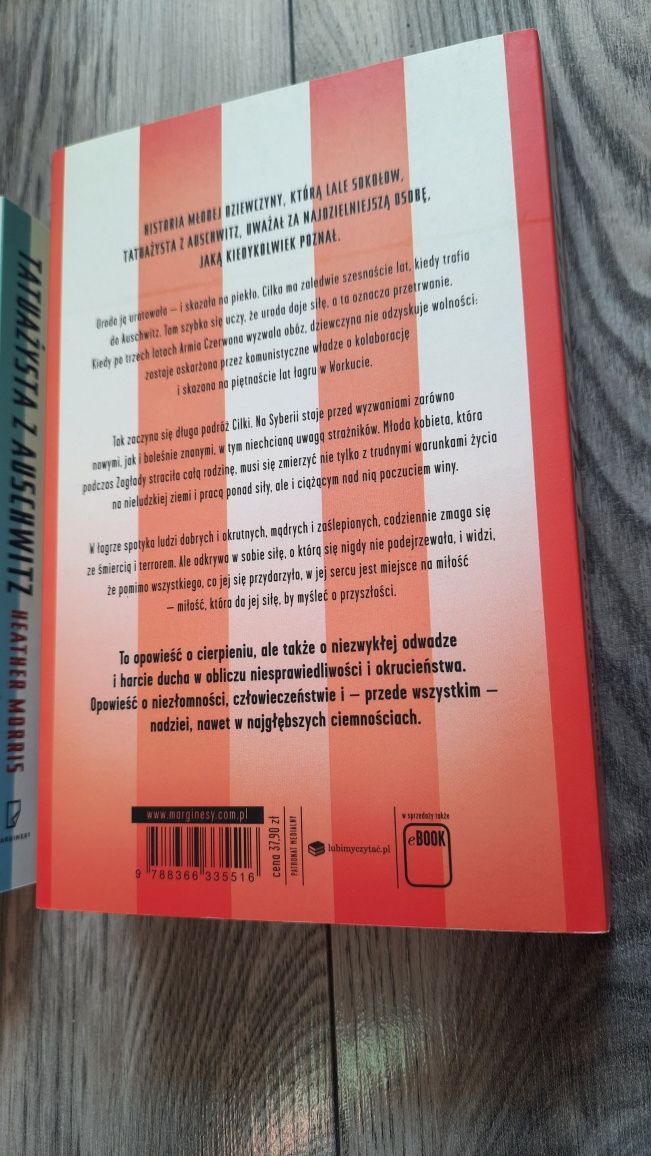 HISTORIA MŁODEJ DZIEWCZYNY, KTÓRĄ LALE SOKOŁOW,
TATUAŻYSTA Z AUSCHWITZ, UWAŻAŁ ZA NAJDZIELNIEJSZĄ OSOBĘ,
JAKĄ KIEDYKOLWIEK POZNAŁ.
Uroda ją uratowała – i skazała na piekło. Cilka ma zaledwie szesnaście lat, kiedy trafia
do Auschwitz. Tam szybko się uczy, że uroda daje siłę, a ta oznacza przetrwanie.
Kiedy po trzech latach Armia Czerwona wyzwala obóz, dziewczyna nie odzyskuje wolności:
zostaje oskarżona przez komunistyczne władze o kolaborację
i skazana na piętnaście lat łagru w Workucie.
Tak zaczyna się długa podróż Cilki. Na Syberii staje przed wyzwaniami zarówno
nowymi, jak i boleśnie znanymi, w tym niechcianą uwagą strażników. Młoda kobieta, która
podczas Zagłady straciła całą rodzinę, musi się zmierzyć nie tylko z trudnymi warunkami życia
na nieludzkiej ziemi i pracą ponad siły, ale i ciążącym nad nią poczuciem winy.
W łagrze spotyka ludzi dobrych i okrutnych, mądrych i zaślepionych, codziennie zmaga się
ze śmiercią i terrorem. Ale odkrywa w sobie siłę, o którą się nigdy nie podejrzewała, i widzi,
że pomimo wszystkiego, co jej się przydarzyło, w jej sercu jest miejsce na miłość
– miłość, która da jej siłę, by myśleć o przyszłości.
To opowieść o cierpieniu, ale także o niezwykłej odwadze
i harcie ducha w obliczu niesprawiedliwości i okrucieństwa.
Opowieść o niezłomności, człowieczeństwie i – przede wszystkim –
nadziei, nawet w najgłębszych ciemnościach.
www.marginesy.com.pl
9 788366 335516
cena 37,90 zł
PATRONAT MEDIALNY
lubimyczytać.pl
w sprzedaży także
eBOOK
TATUAŻYSTA Z AUSCHWITZ HEATHER MORRIS
MARGINESY